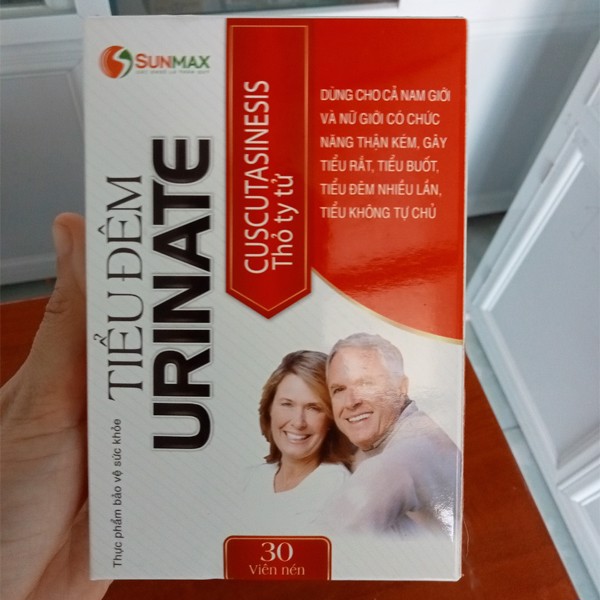 SUNMAX
DÙNG CHO CẢ NAM GIỚI
VÀ NỮ GIỚI CÓ CHỨC
NĂNG THẬN KÉM, GÂY
TIỂU RẮT, TIỂU BUỐT,
TIỂU ĐÊM NHIỀU LẦN,
TIỂU KHÔNG TỰ CHỦ
CUSCUTASINESIS
Thỏ ty tử
Thực phẩm bảo vệ sức khỏe
TIỂU ĐÊM
URINATE
30
Viên nén